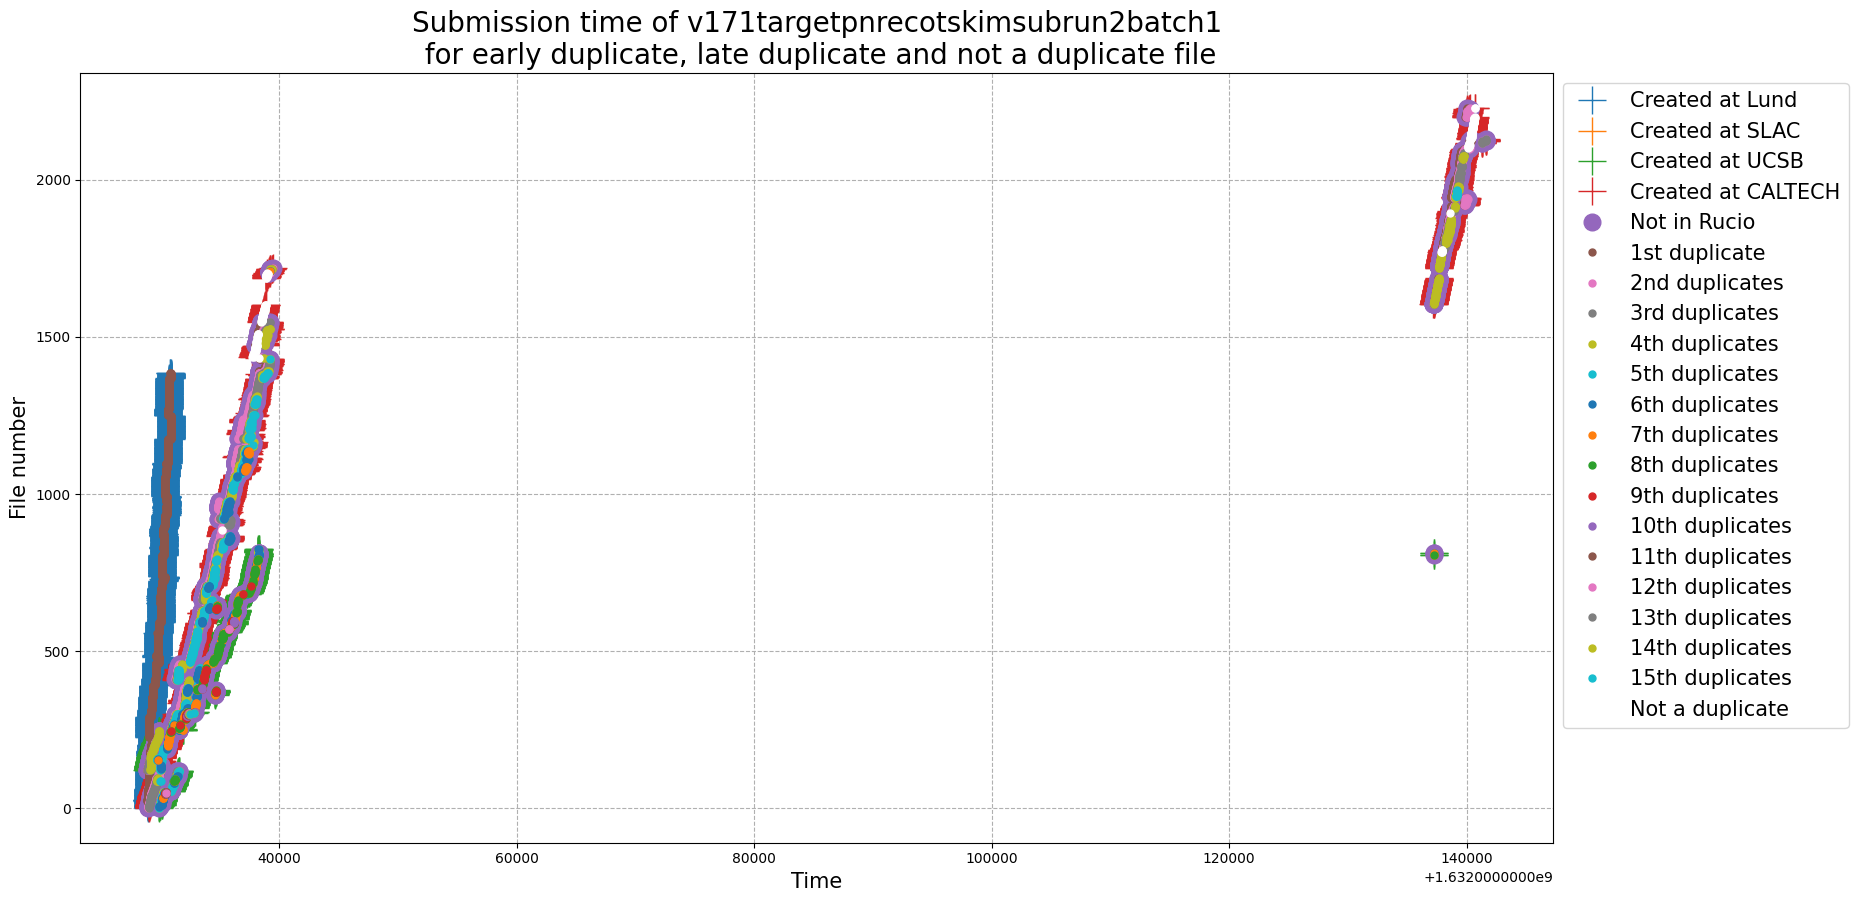 Submission time of v171targetpnrecotskimsubrun2batch1
for early duplicate, late duplicate and not a duplicate file
File number
2000
1500
1000
500
0
40000
60000
80000
100000
120000
140000
+1.6320000000e9
Time
Created at Lund
Created at SLAC
Created at UCSB
Created at CALTECH
Not in Rucio
1st duplicate
2nd duplicates
3rd duplicates
4th duplicates
5th duplicates
6th duplicates
7th duplicates
8th duplicates
9th duplicates
10th duplicates
11th duplicates
12th duplicates
13th duplicates
14th duplicates
15th duplicates
Not a duplicate